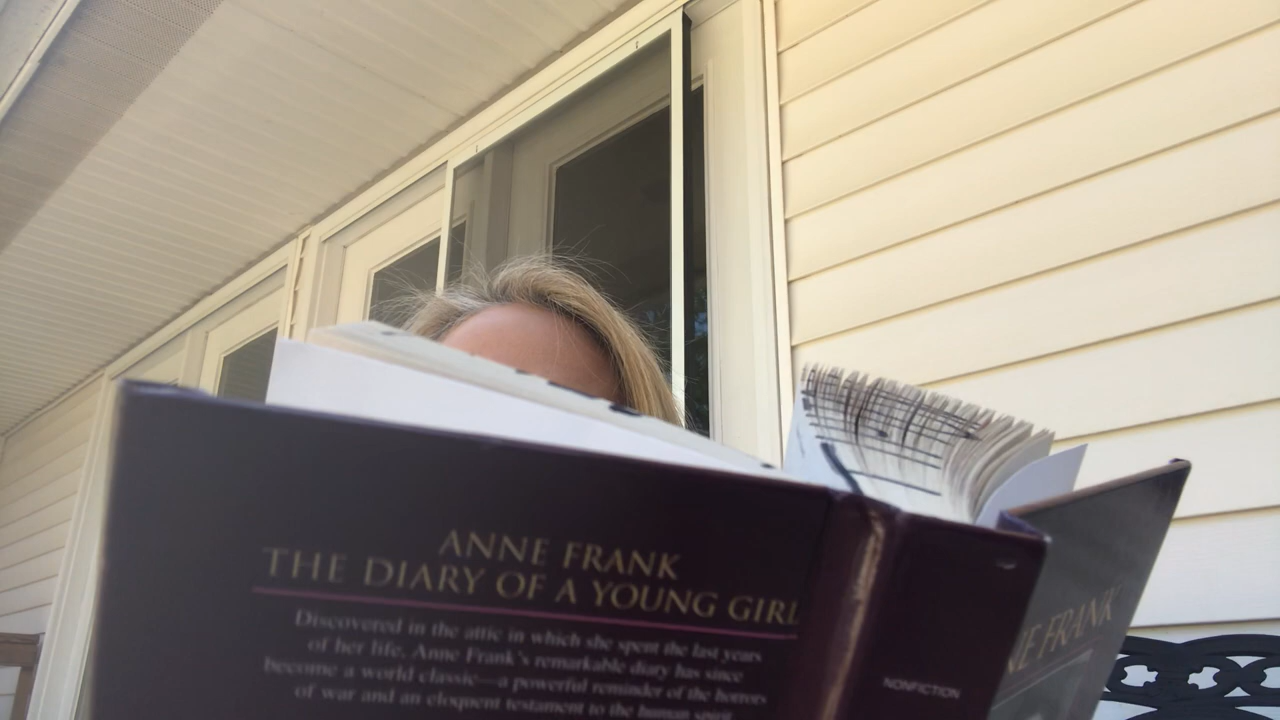 ANNE FRANK
THE DIARY OF A YOUNG GIRL
Discovered in the attic in which she spent the last years
of her life, Anne Frank's remarkable diary has since
become a world classic—a powerful reminder of the horrors
of war and an eloquent testament to the human spirit
NONFICTION
NE FRANK